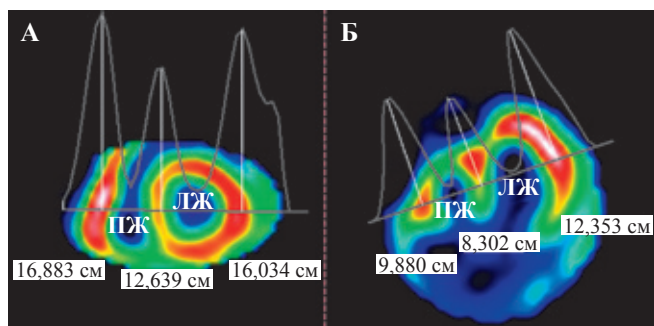 А
ПЖ
ЛЖ
16,883 см
12,639 см
16,034 см
Б
ПЖ
ЛЖ
9,880 см
8,302 см
12,353 см